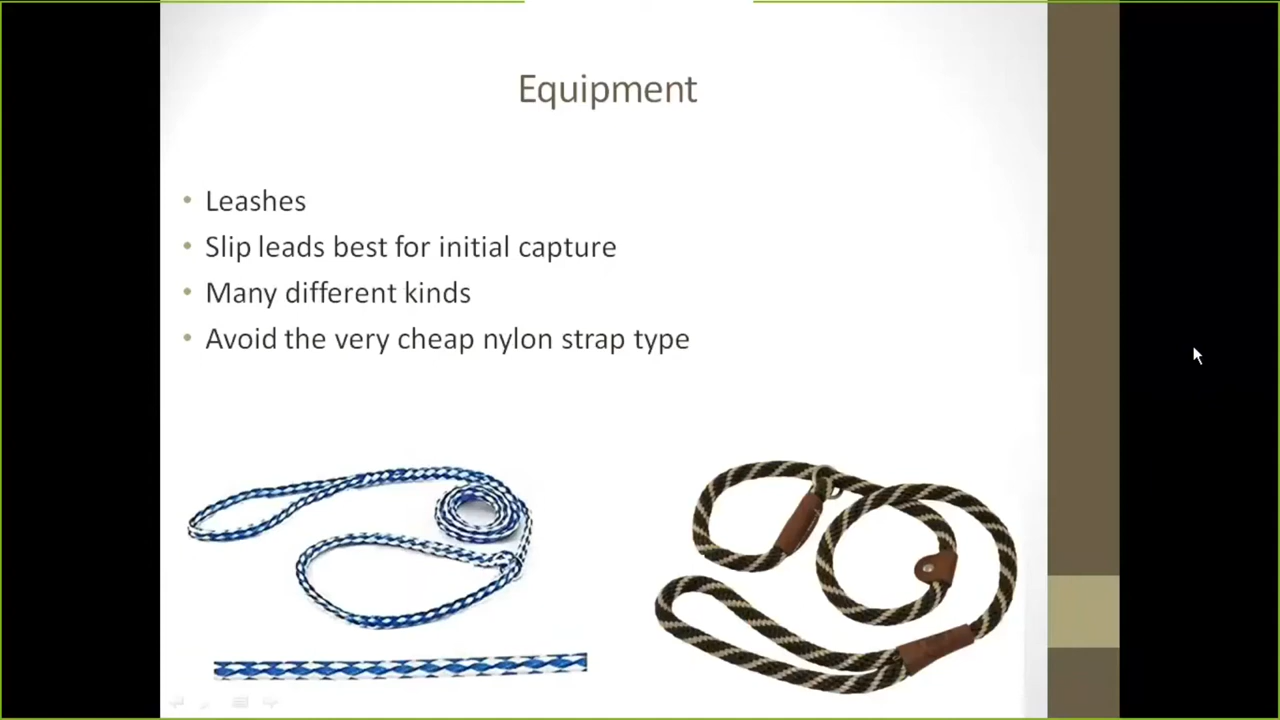 Equipment
• Leashes
• Slip leads best for initial capture
• Many different kinds
• Avoid the very cheap nylon strap type